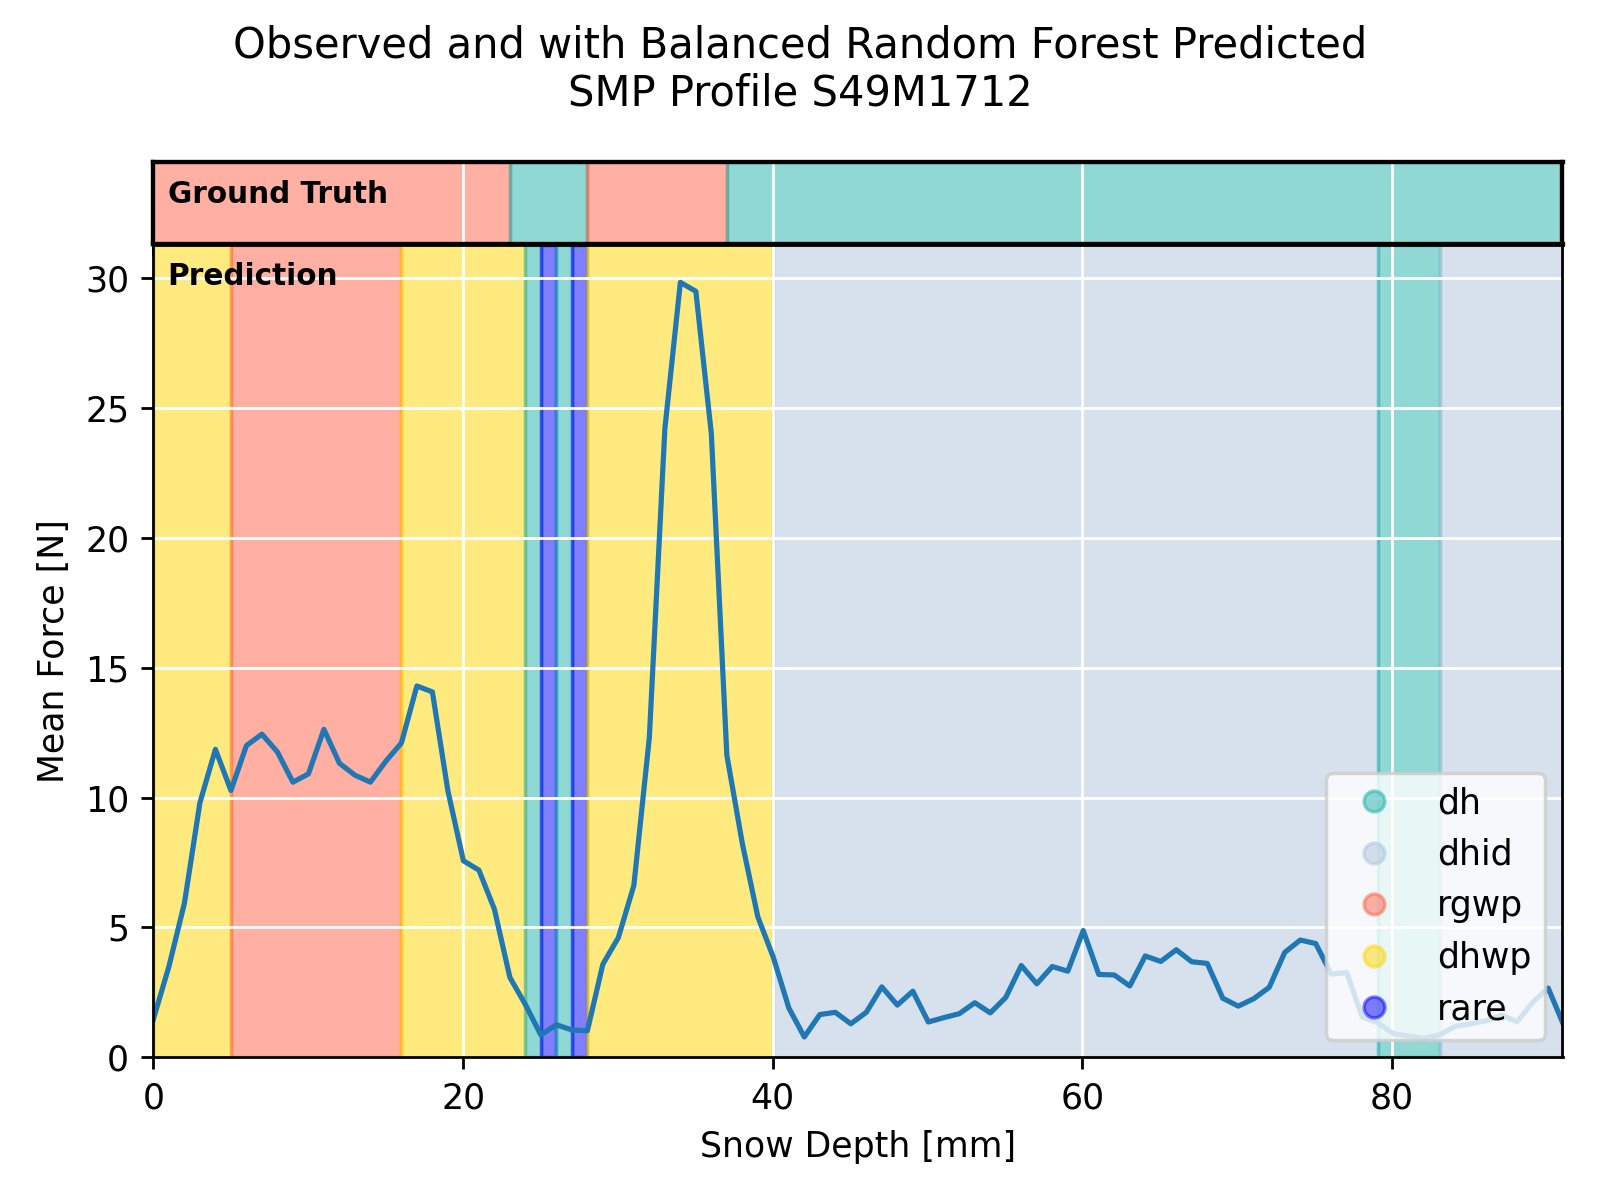 Observed and with Balanced Random Forest Predicted
SMP Profile S49M1712
Ground Truth
Prediction
30
25
20
15
10
5
0
Mean Force [N]
dh
dhid
rgwp
dhwp
rare
0 20 40 60 80
Snow Depth [mm]